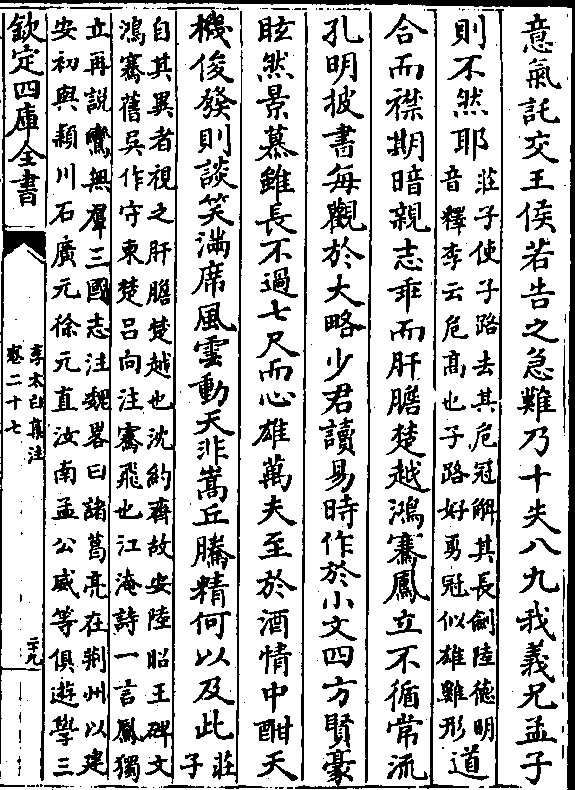 意氣託交王侯若告之急難乃十失八九我義兄孟子
則不然耶
莊子使子路去其危冠解其長劍陸德明
音釋李云危髙也子路好勇冠似雄雞形
道
合而襟期暗親志乖而肝膽楚越鴻騫鳳立不循常流
孔明披書每觀於大略少君讀易時作於小文四方賢豪
眩然景慕雖長不過七尺而心雄萬夫至於酒情中酣天
機俊發則談笑滿席風雲動天非嵩丘騰精何以及此
莊
子
自其異者視之肝膽楚越也沈約齊故安陸昭王碑文
鴻騫舊吳作守東楚呂向注騫飛也江淹詩一言鳳獨
立再說鸞無羣三國志注魏畧曰諸葛亮在荆州以建
安初與潁川石廣元徐元直汝南孟公威等俱遊學三
欽定四庫全書
李太白集注
卷二十七
二十九